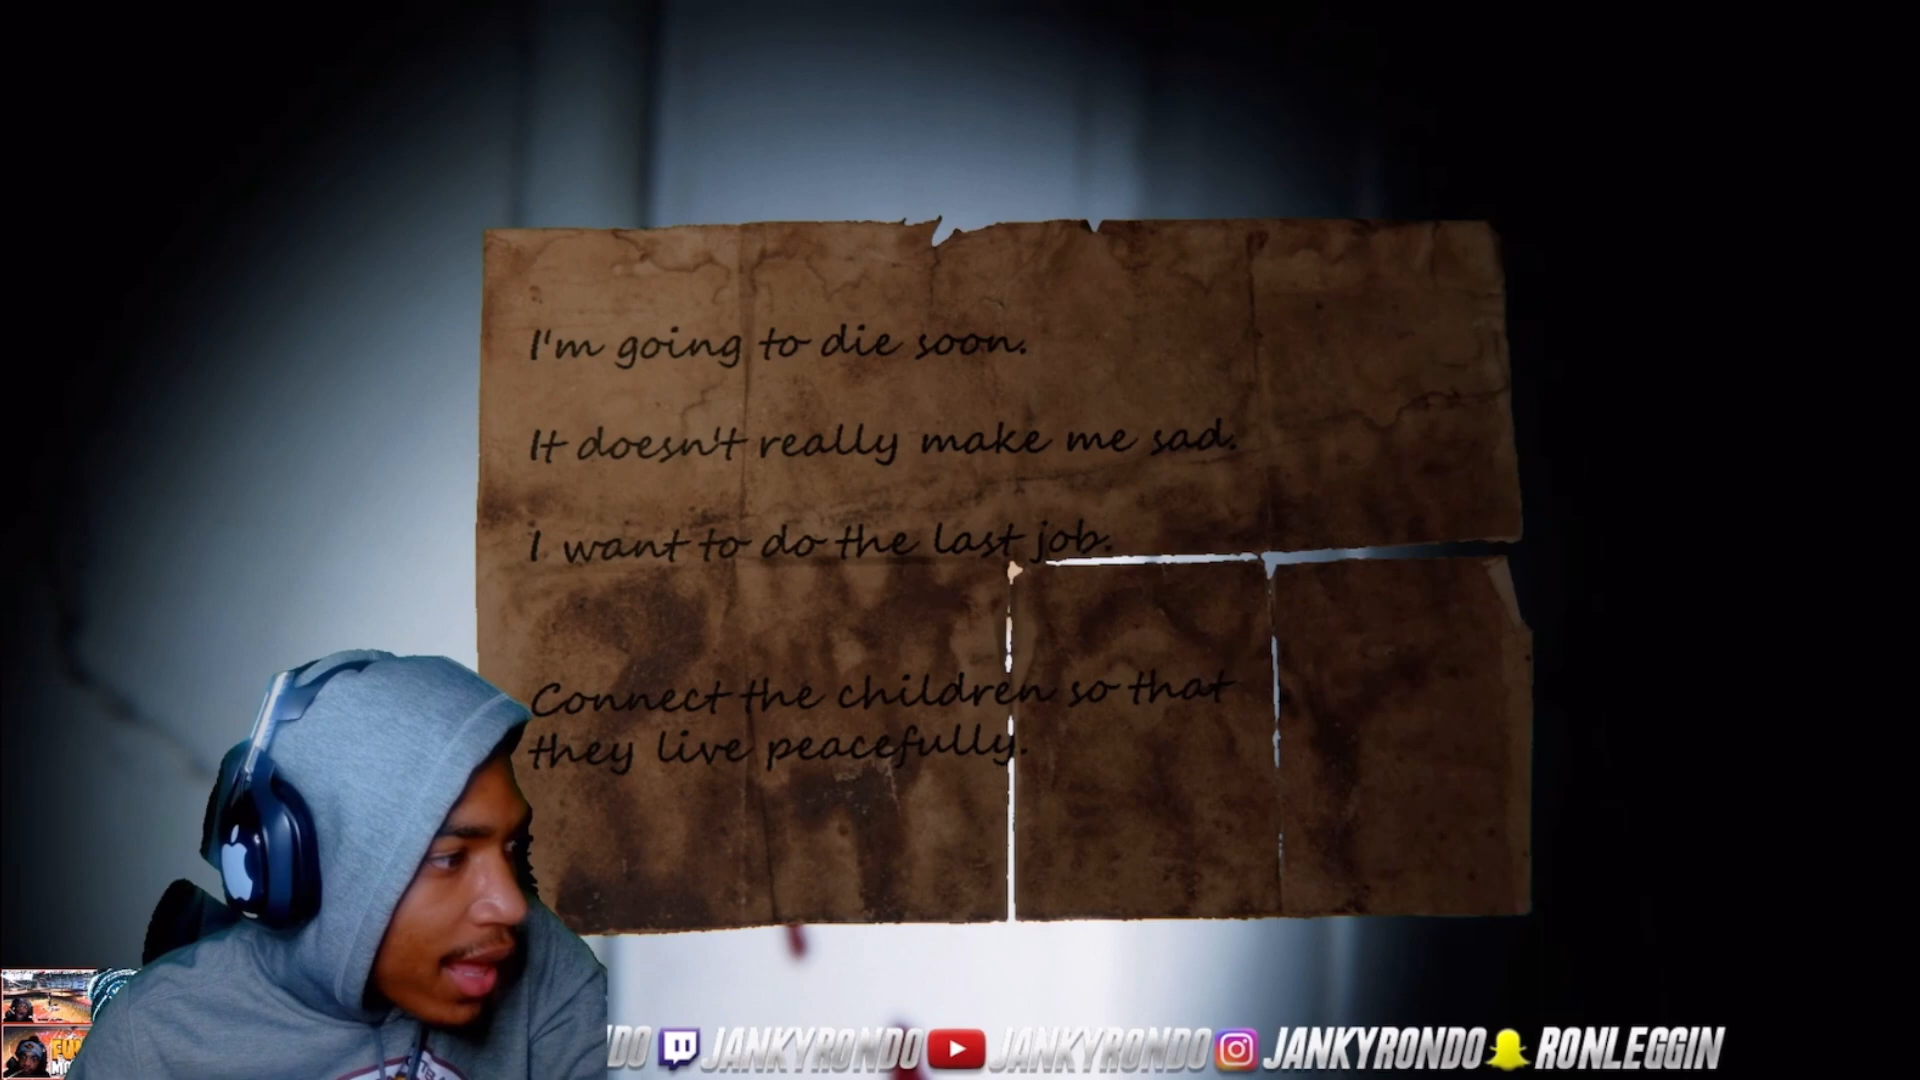 I'm going to die soon.
It doesn't really make me sad.
I want to do the last job.
Connect the children so that
they live peacefully.
DO JANKYRONDO JANKYRONDO JANKYRONDO RONLEGGIN